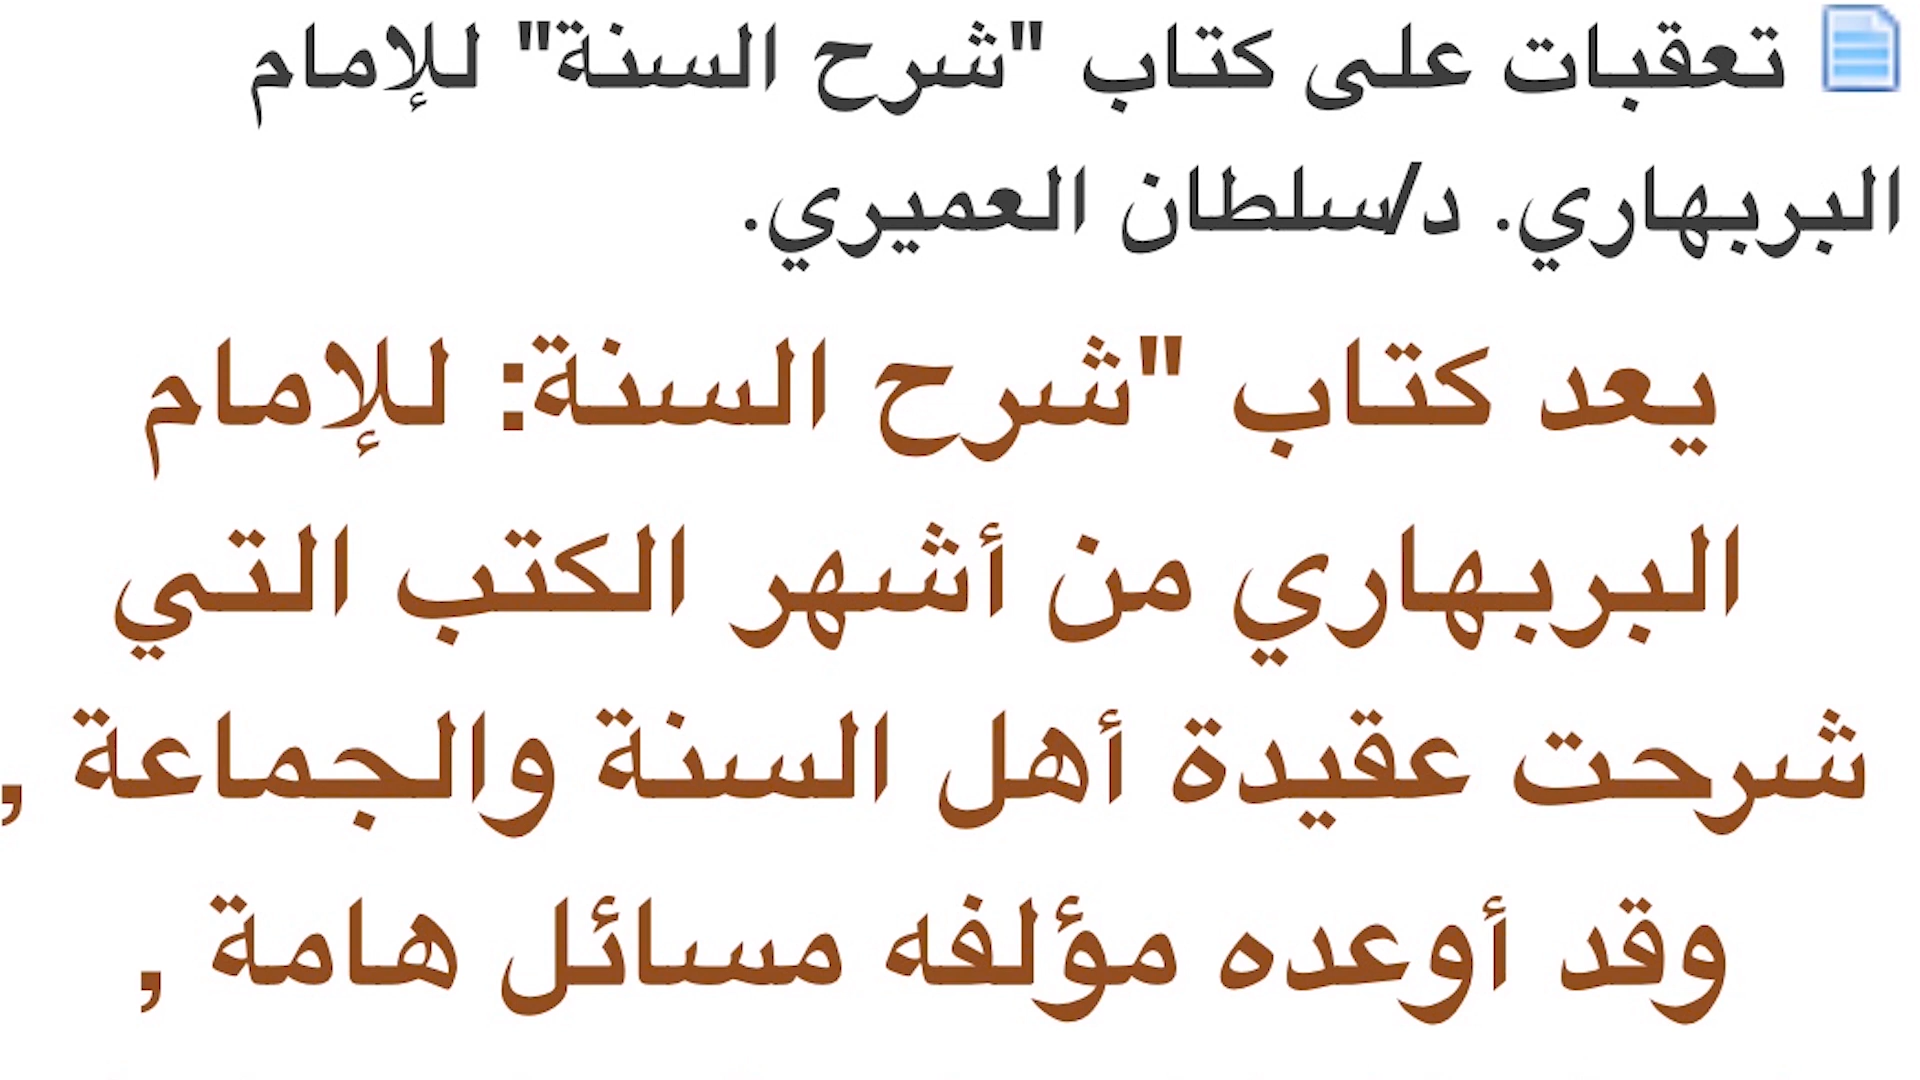 تعقبات على كتاب "شرح السنة" للإمام
البربهاري. د/سلطان العميري.
يعد كتاب "شرح السنة: للإمام
البربهاري من أشهر الكتب التي
شرحت عقيدة أهل السنة والجماعة ,
وقد أوعده مؤلفه مسائل هامة ,